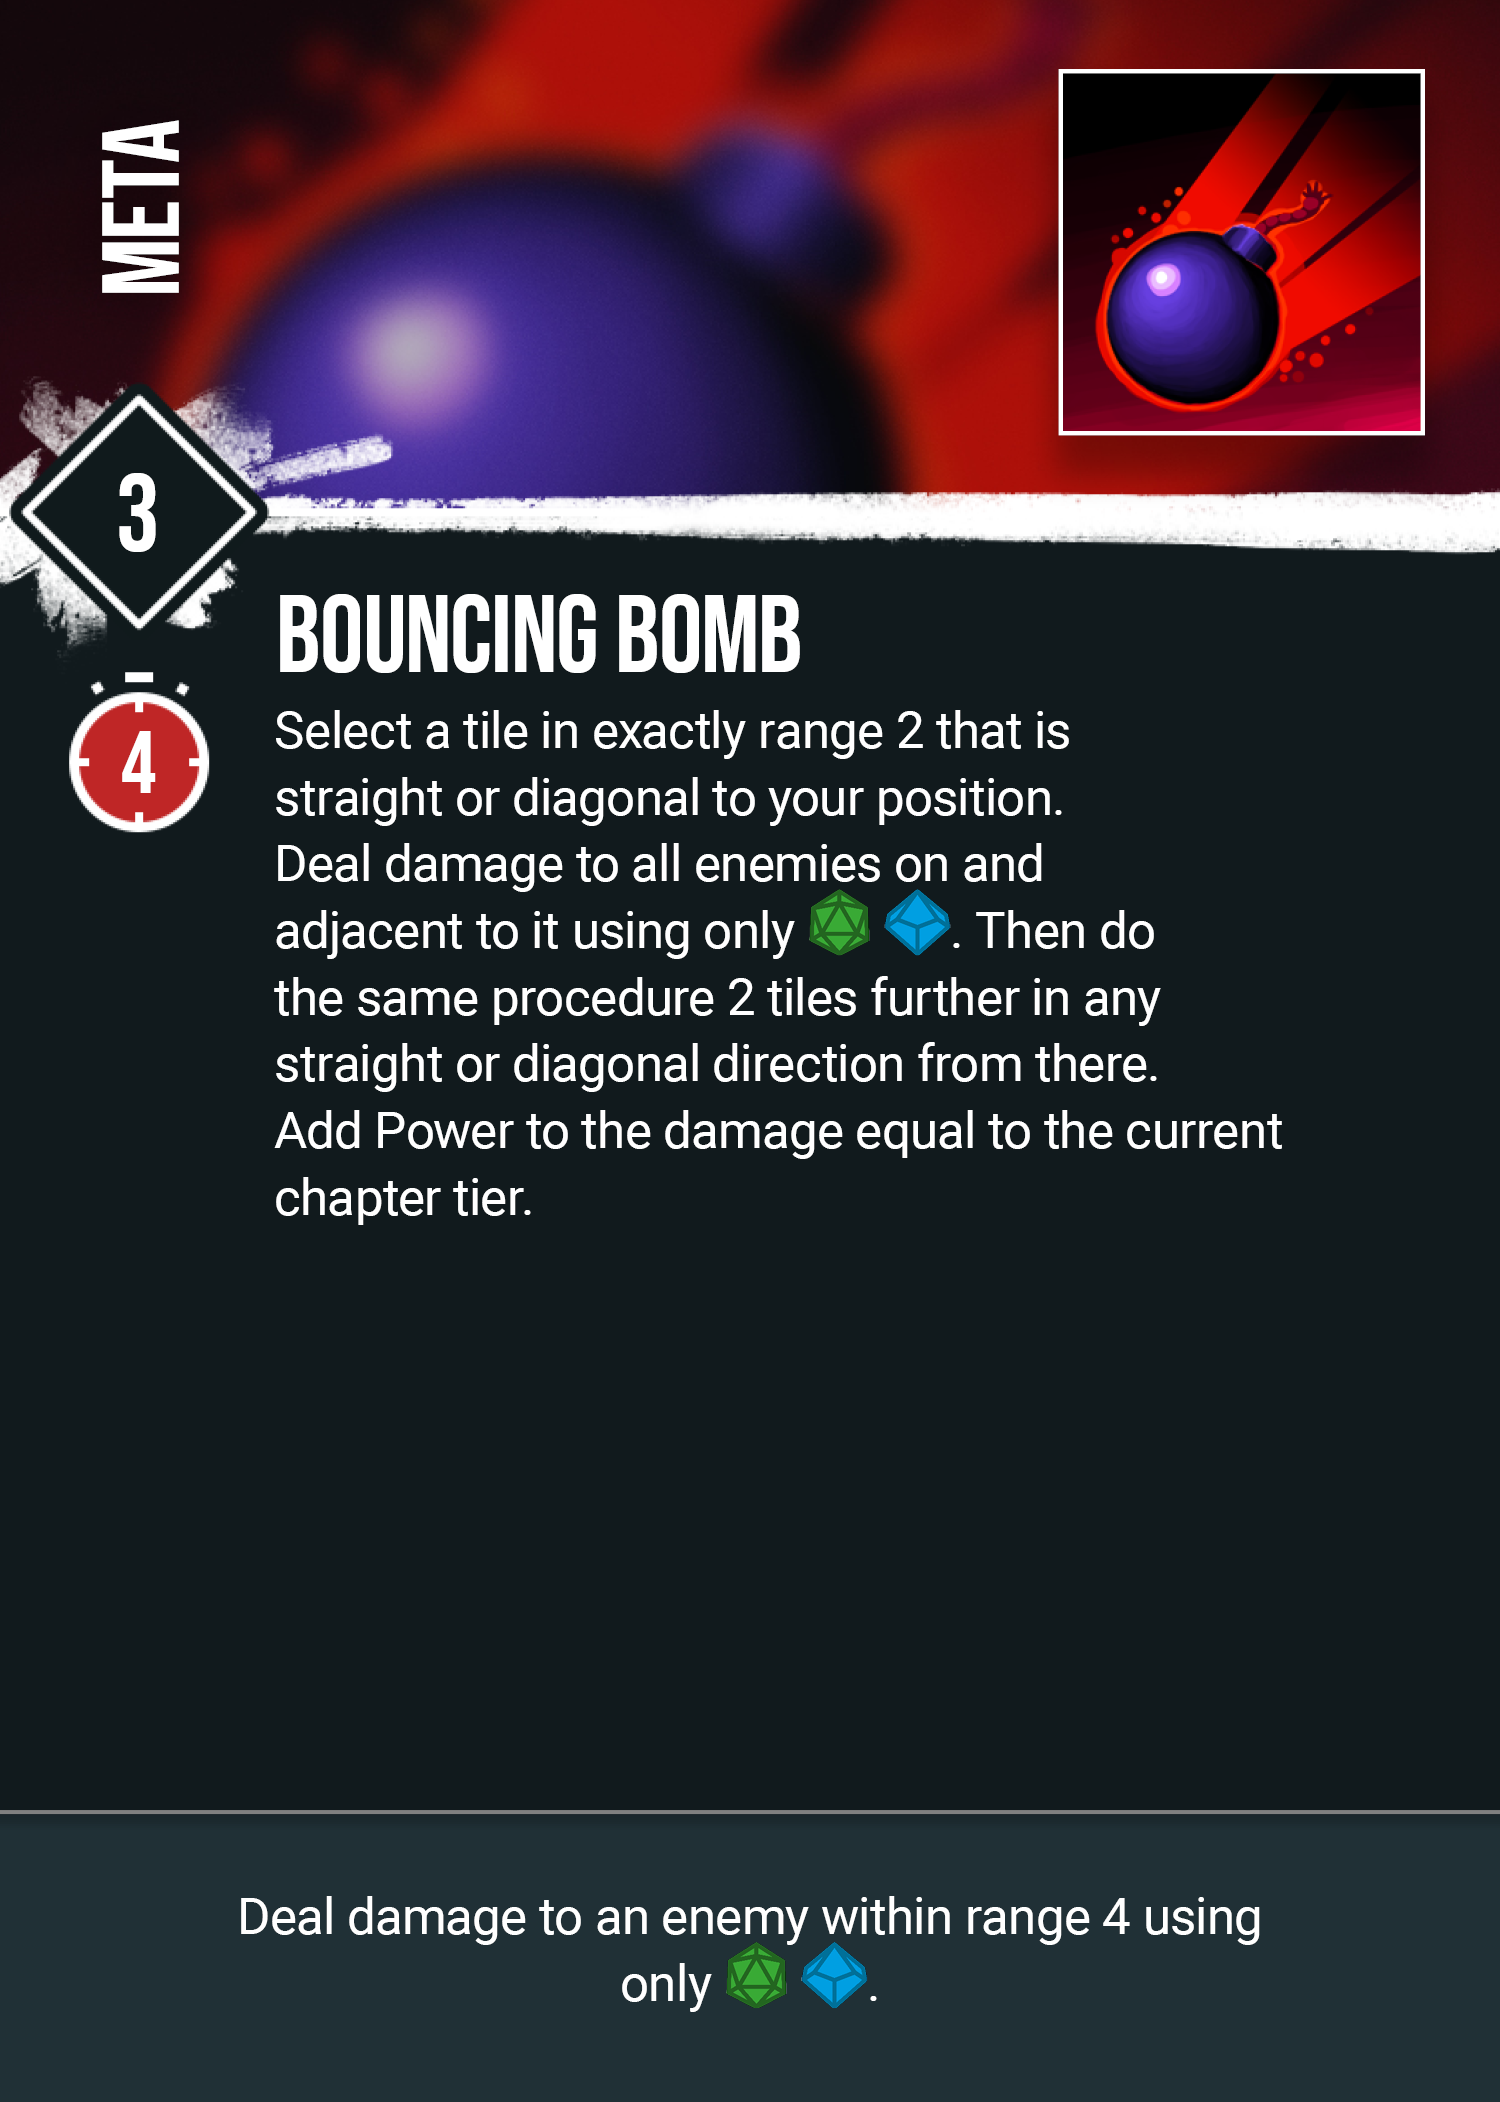 META
3
4
BOUNCING BOMB
Select a tile in exactly range 2 that is
straight or diagonal to your position.
Deal damage to all enemies on and
adjacent to it using only . Then do
the same procedure 2 tiles further in any
straight or diagonal direction from there.
Add Power to the damage equal to the current
chapter tier.
Deal damage to an enemy within range 4 using
only .